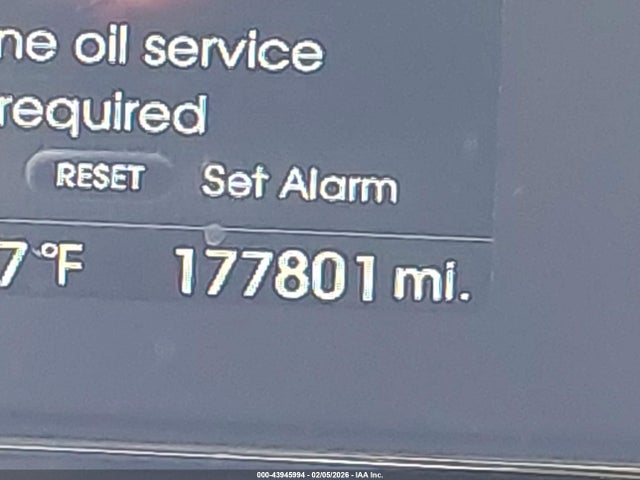 ne oil service
required
RESET Set Alarm
7°F 177801 mi.
000-43945994 - 02/05/2026 - IAA Inc.